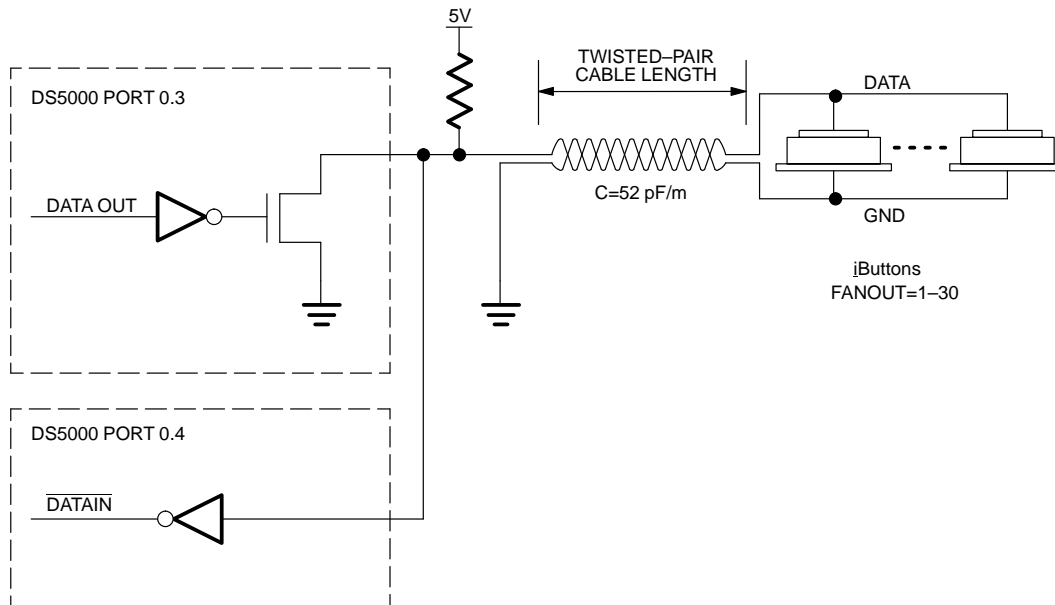 5V
TWISTED–PAIR
CABLE LENGTH
DS5000 PORT 0.3
DATA
DATA OUT
C=52 pF/m
GND
iButtons
FANOUT=1–30
DS5000 PORT 0.4
DATAIN